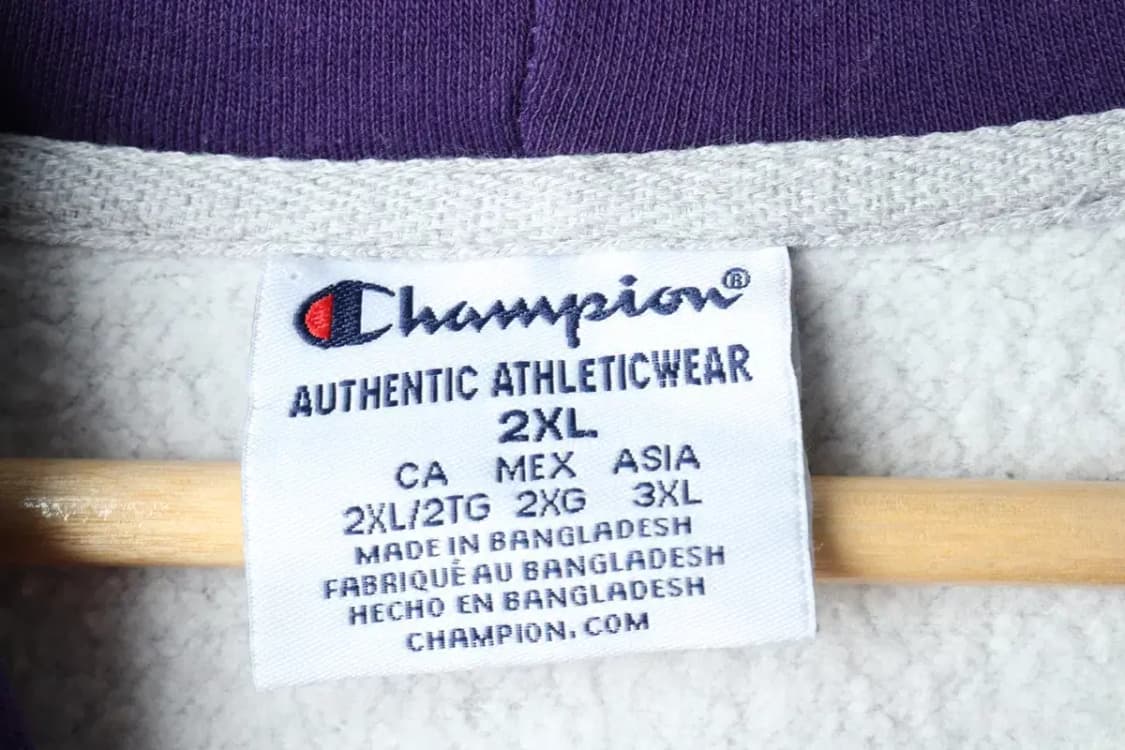 Champion®
AUTHENTIC ATHLETICWEAR
2XL
CA MEX ASIA
2XL/2TG 2XG 3XL
MADE IN BANGLADESH
FABRIQUÉ AU BANGLADESH
HECHO EN BANGLADESH
CHAMPION.COM